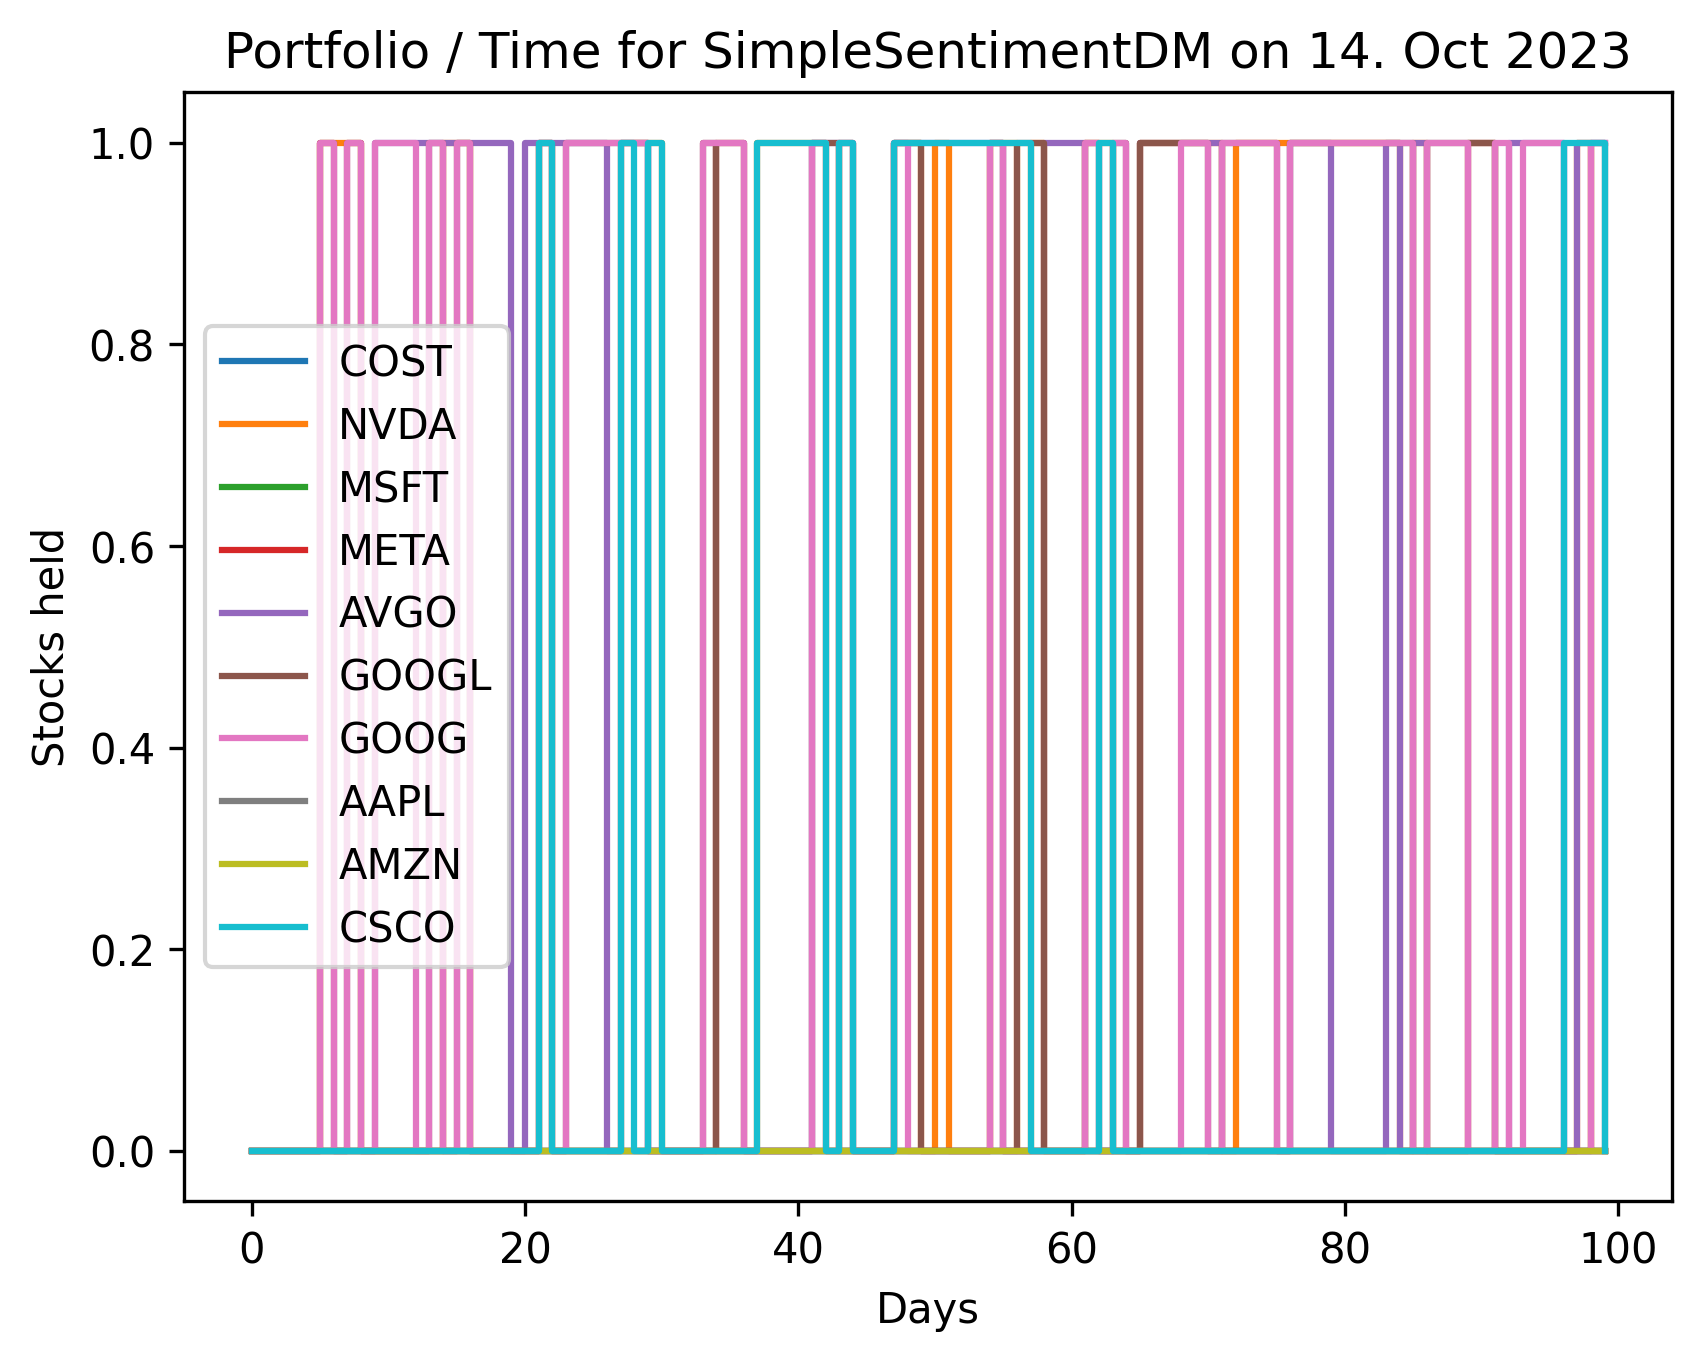 Portfolio / Time for SimpleSentimentDM on 14. Oct 2023
1.0
0.8
0.6
0.4
0.2
0.0
Stocks held
COST
NVDA
MSFT
META
AVGO
GOOGL
GOOG
AAPL
AMZN
CSCO
0 20 40 60 80 100
Days